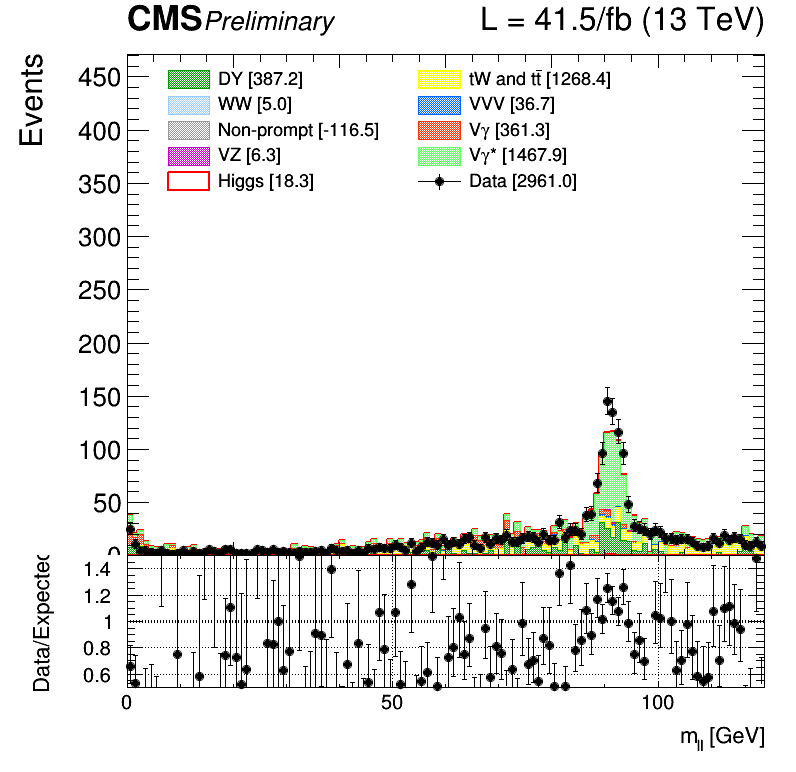 CMS Preliminary L = 41.5/fb (13 TeV)
Events
450
400
350
300
250
200
150
100
50
0
DY [387.2]
WW [5.0]
Non-prompt [-116.5]
VZ [6.3]
Higgs [18.3]
tW and tt̄ [1268.4]
VVV [36.7]
Vγ [361.3]
Vγ* [1467.9]
Data [2961.0]
Data/Expected
1.4
1.2
1
0.8
0.6
0 50 100
m_ll [GeV]